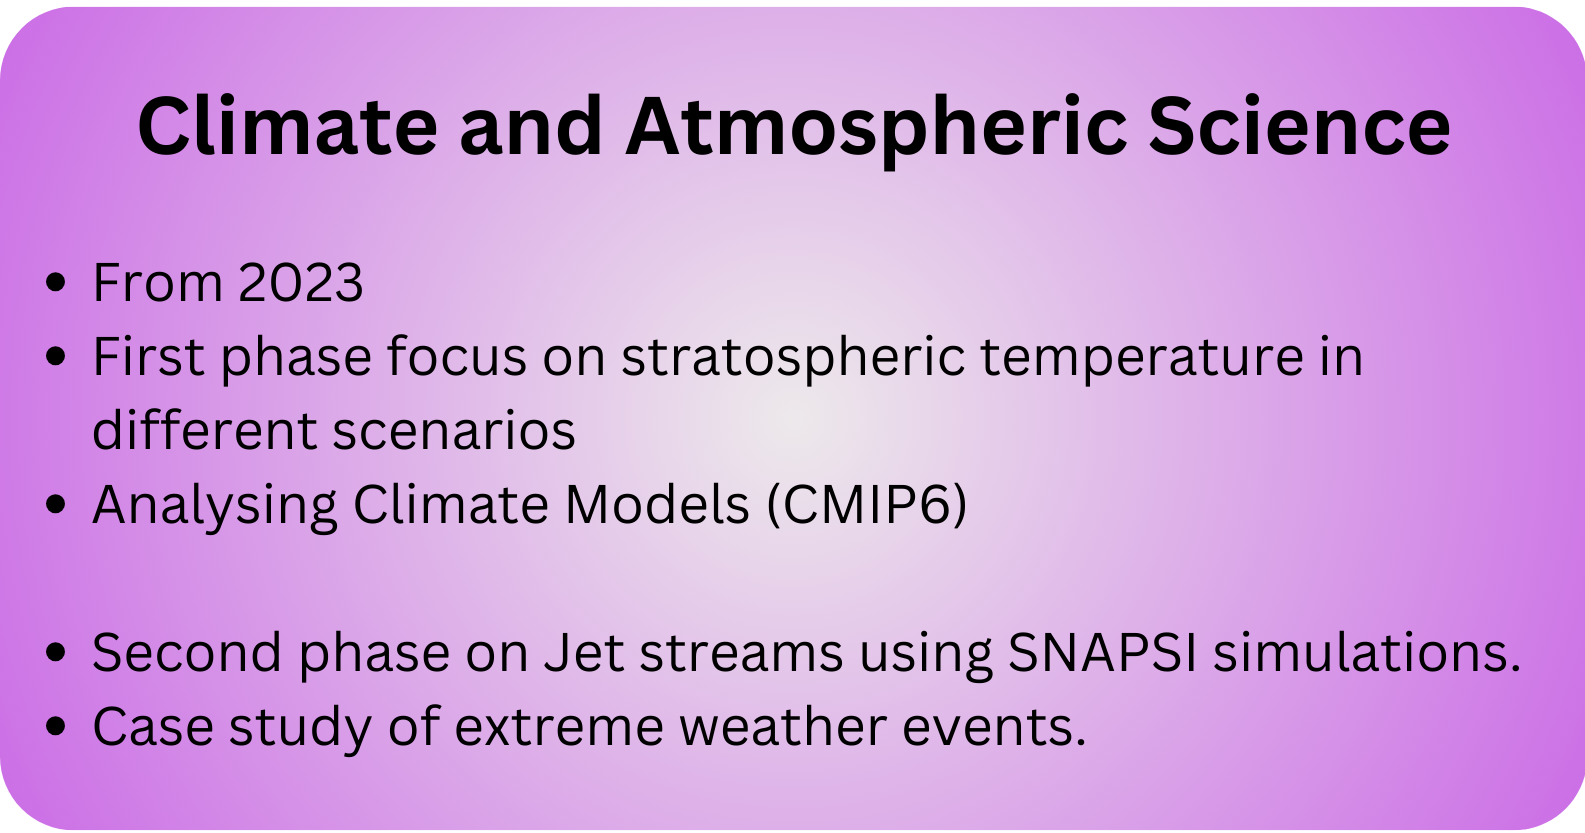 Climate and Atmospheric Science
• From 2023
• First phase focus on stratospheric temperature in
different scenarios
• Analysing Climate Models (CMIP6)
• Second phase on Jet streams using SNAPSI simulations.
• Case study of extreme weather events.